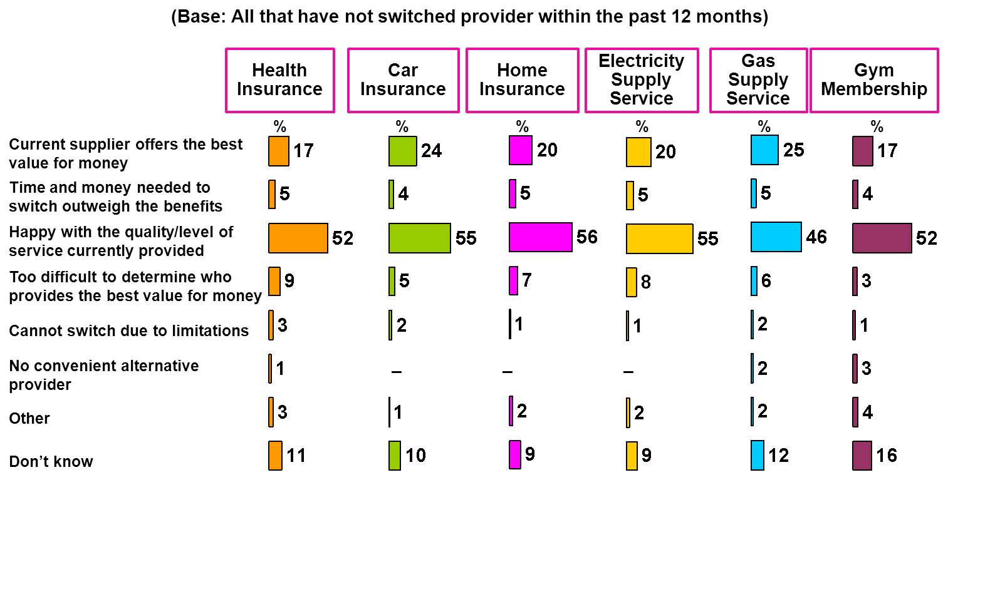 (Base: All that have not switched provider within the past 12 months)
Health
Insurance
Car
Insurance
Home
Insurance
Electricity
Supply
Service
Gas
Supply
Service
Gym
Membership
% % % % % %
Current supplier offers the best
value for money
17 24 20 20 25 17
Time and money needed to
switch outweigh the benefits
5 4 5 5 5 4
Happy with the quality/level of
service currently provided
52 55 56 55 46 52
Too difficult to determine who
provides the best value for money
9 5 7 8 6 3
Cannot switch due to limitations
3 2 1 1 2 1
No convenient alternative
provider
1 – – – 2 3
Other
3 1 2 2 2 4
Don’t know
11 10 9 9 12 16